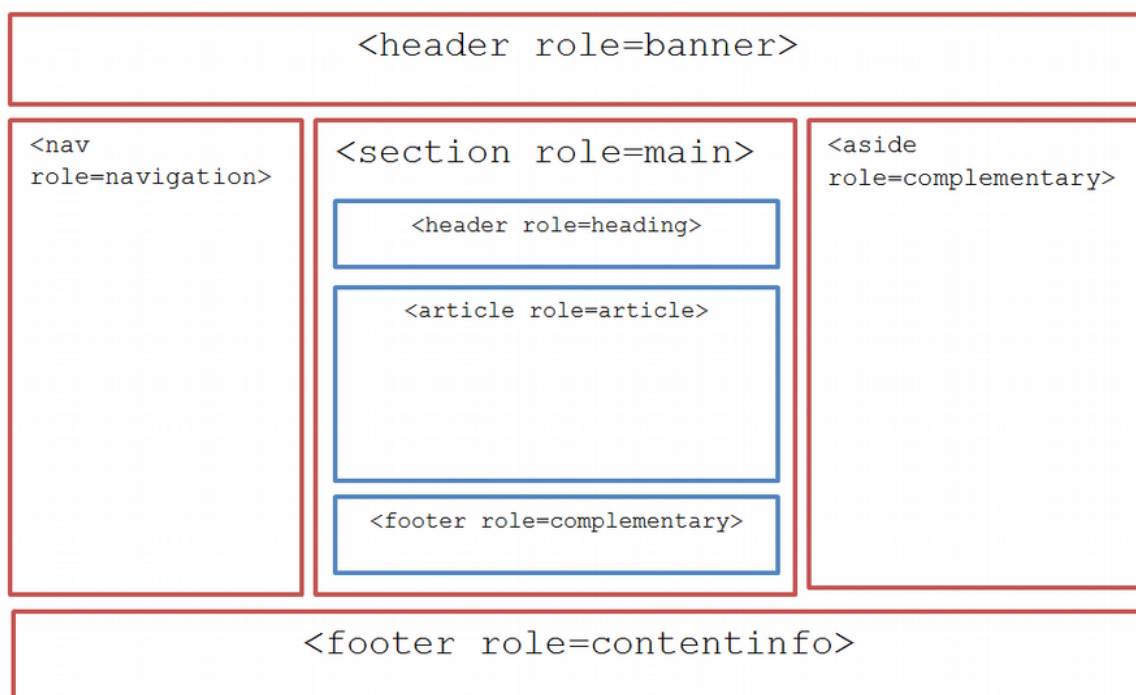 <header role=banner>
<nav
role=navigation>
<section role=main>
<header role=heading>
<article role=article>
<footer role=complementary>
<aside
role=complementary>
<footer role=contentinfo>